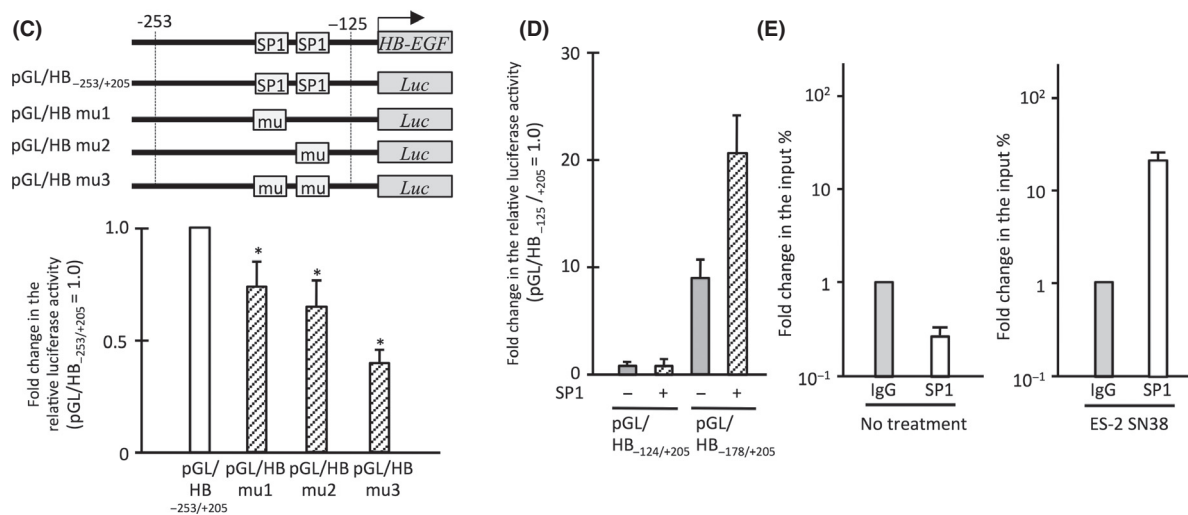 (C)
-253
−125
SP1 SP1 HB-EGF
pGL/HB−253/+205
SP1 SP1 Luc
pGL/HB mu1
mu Luc
pGL/HB mu2
mu Luc
pGL/HB mu3
mu mu Luc
Fold change in the
relative luciferase activity
(pGL/HB−253/+205 = 1.0)
1.0
0.5
0
*
*
*
pGL/
HB
−253/+205
pGL/HB
mu1
pGL/HB
mu2
pGL/HB
mu3
(D)
Fold change in the relative luciferase activity
(pGL/HB−125/+205 = 1.0)
30
20
10
0
SP1 − + − +
pGL/
HB−124/+205
pGL/
HB−178/+205
(E)
Fold change in the input %
10²
10
1
10−1
IgG SP1
No treatment
Fold change in the input %
10²
10
1
10−1
IgG SP1
ES-2 SN38